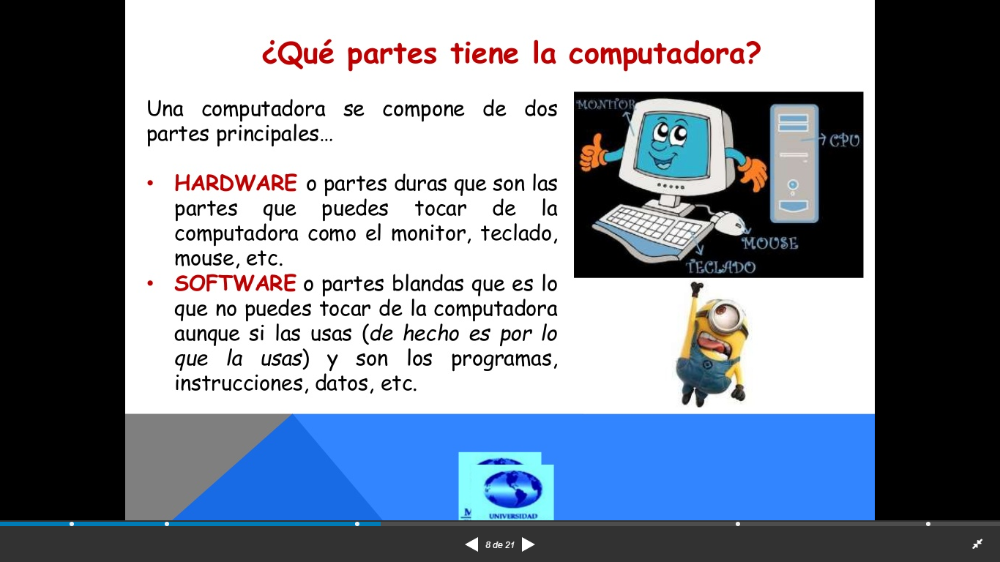 ¿Qué partes tiene la computadora?
Una computadora se compone de dos
partes principales…
• HARDWARE o partes duras que son las
partes que puedes tocar de la
computadora como el monitor, teclado,
mouse, etc.
• SOFTWARE o partes blandas que es lo
que no puedes tocar de la computadora
aunque si las usas (de hecho es por lo
que la usas) y son los programas,
instrucciones, datos, etc.
MONITOR
CPU
MOUSE
TECLADO
UNIVERSIDAD
8 de 21